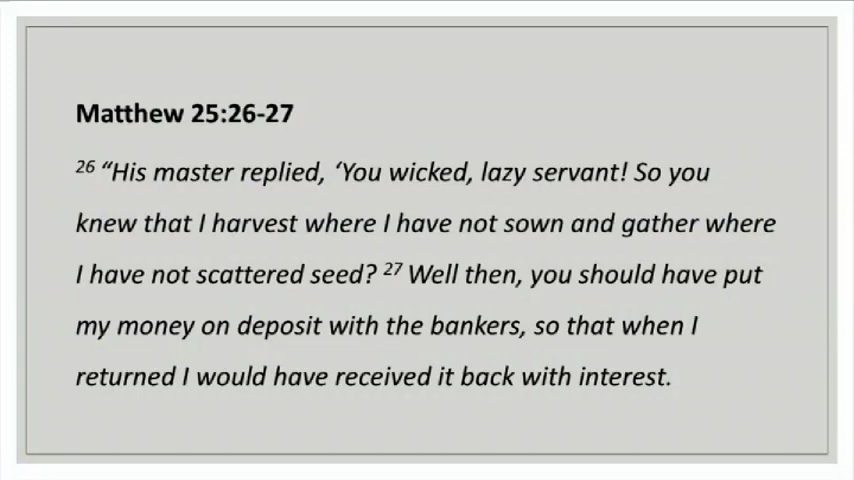 Matthew 25:26-27
26 “His master replied, ‘You wicked, lazy servant! So you
knew that I harvest where I have not sown and gather where
I have not scattered seed? 27 Well then, you should have put
my money on deposit with the bankers, so that when I
returned I would have received it back with interest.